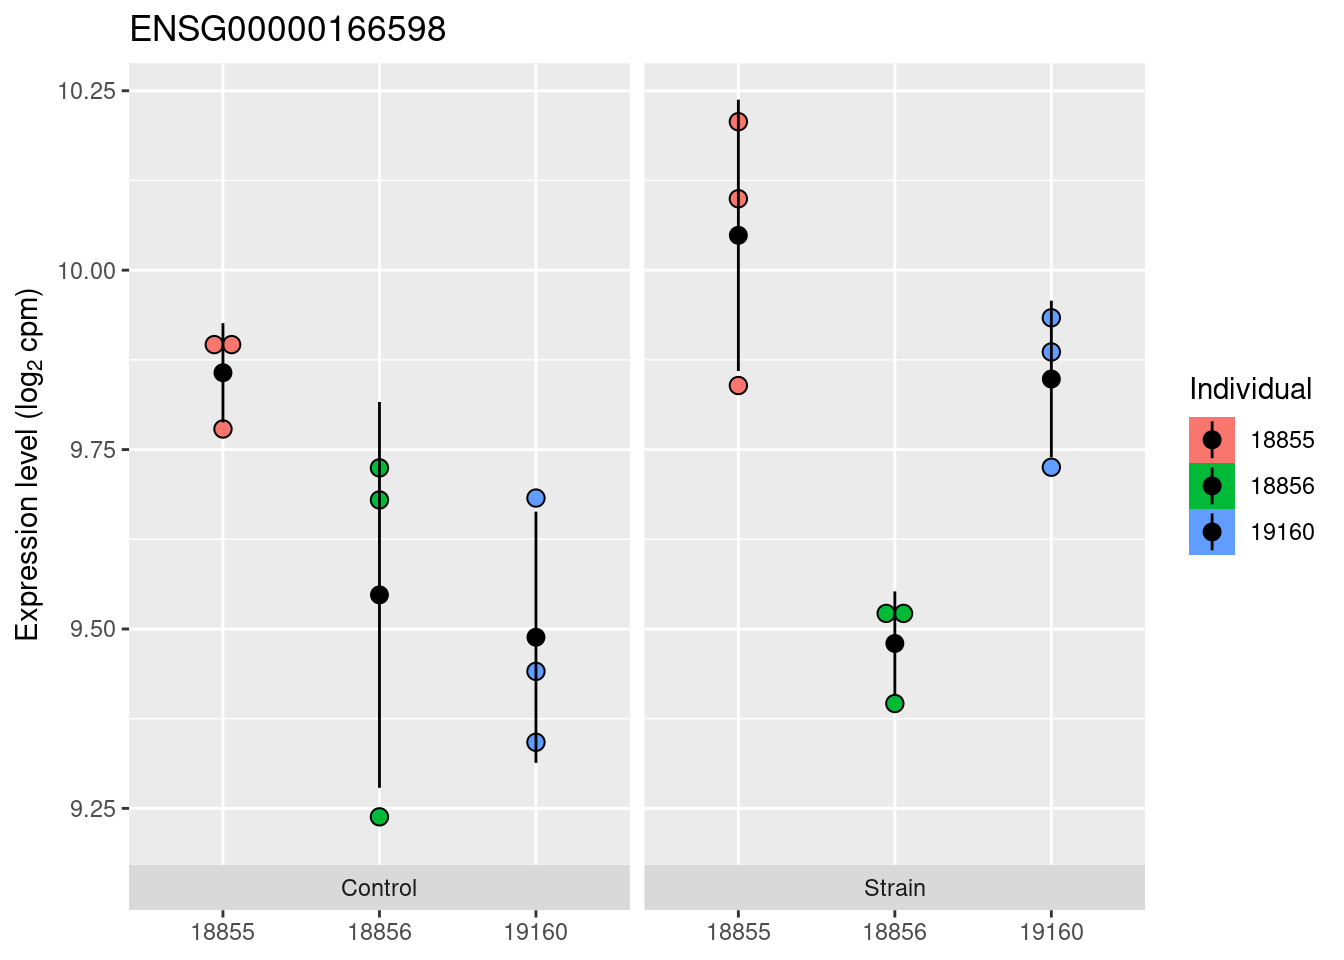 ENSG00000166598
Expression level (log₂ cpm)
10.25
10.00
9.75
9.50
9.25
Control
Strain
18855
18856
19160
18855
18856
19160
Individual
18855
18856
19160